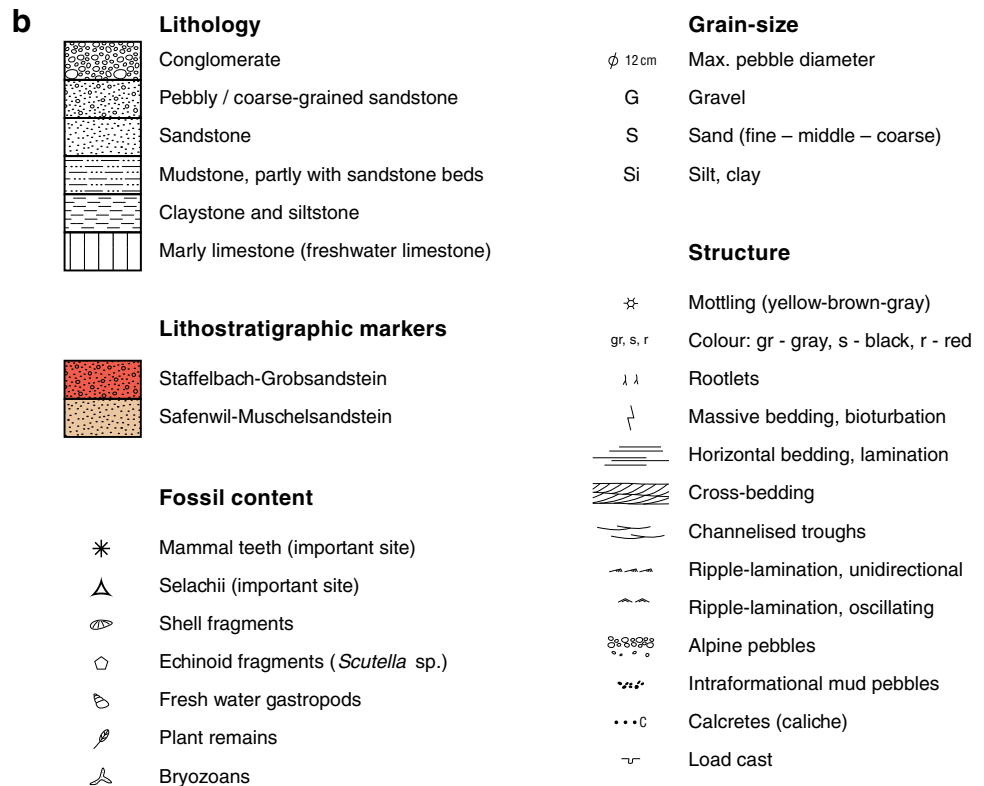 b
Lithology
Conglomerate
Pebbly / coarse-grained sandstone
Sandstone
Mudstone, partly with sandstone beds
Claystone and siltstone
Marly limestone (freshwater limestone)
Lithostratigraphic markers
Staffelbach-Grobsandstein
Safenwil-Muschelsandstein
Fossil content
Mammal teeth (important site)
Selachii (important site)
Shell fragments
Echinoid fragments (Scutella sp.)
Fresh water gastropods
Plant remains
Bryozoans
Grain-size
ϕ 12 cm Max. pebble diameter
G Gravel
S Sand (fine – middle – coarse)
Si Silt, clay
Structure
Mottling (yellow-brown-gray)
gr, s, r Colour: gr - gray, s - black, r - red
Rootlets
Massive bedding, bioturbation
Horizontal bedding, lamination
Cross-bedding
Channelised troughs
Ripple-lamination, unidirectional
Ripple-lamination, oscillating
Alpine pebbles
Intraformational mud pebbles
•••C Calcretes (caliche)
Load cast